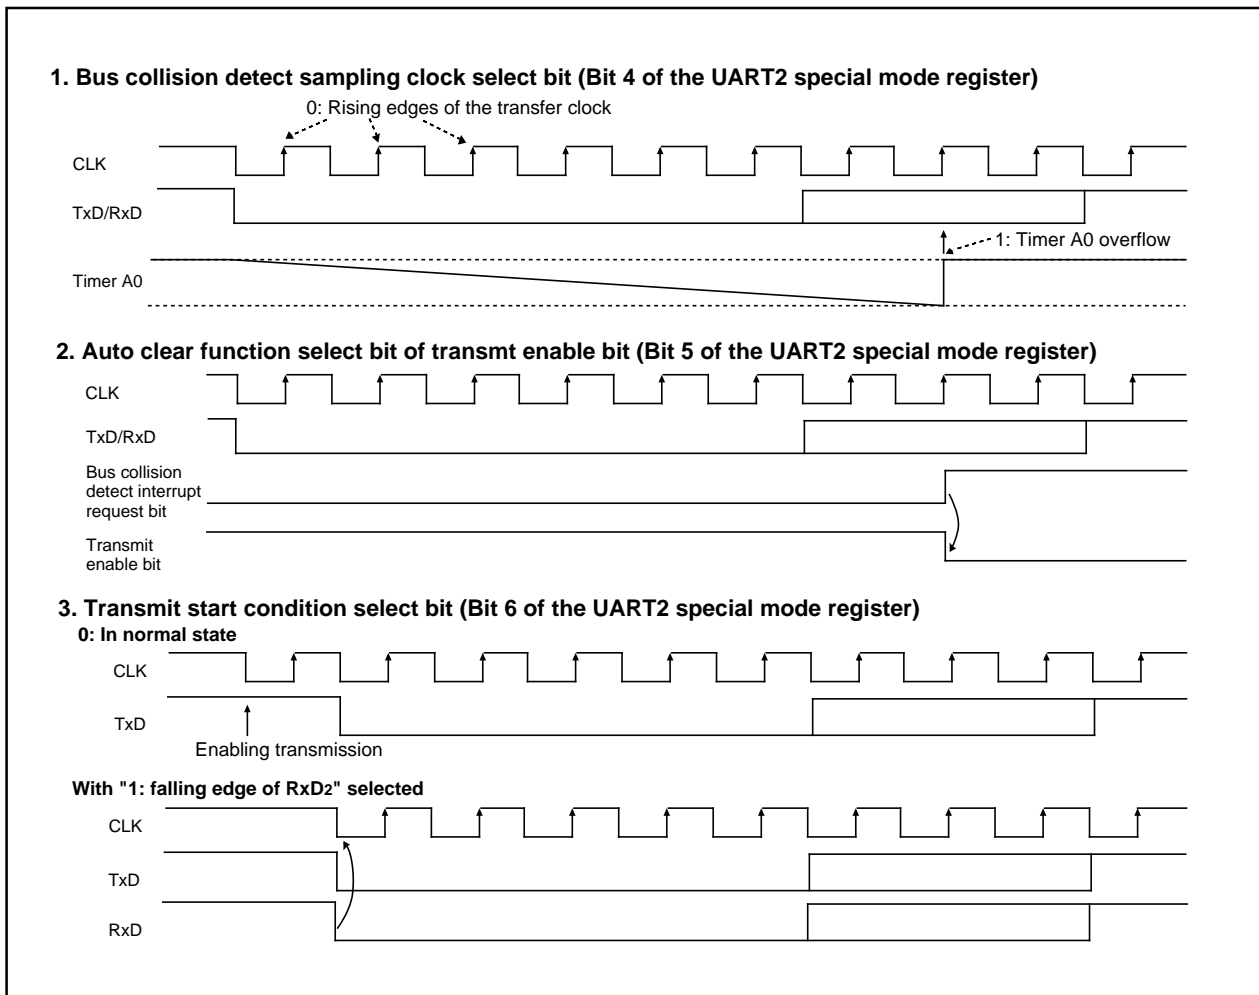 1. Bus collision detect sampling clock select bit (Bit 4 of the UART2 special mode register)
0: Rising edges of the transfer clock
CLK
TxD/RxD
1: Timer A0 overflow
Timer A0
2. Auto clear function select bit of transmt enable bit (Bit 5 of the UART2 special mode register)
CLK
TxD/RxD
Bus collision
detect interrupt
request bit
Transmit
enable bit
3. Transmit start condition select bit (Bit 6 of the UART2 special mode register)
0: In normal state
CLK
TxD
Enabling transmission
With "1: falling edge of RxD2" selected
CLK
TxD
RxD